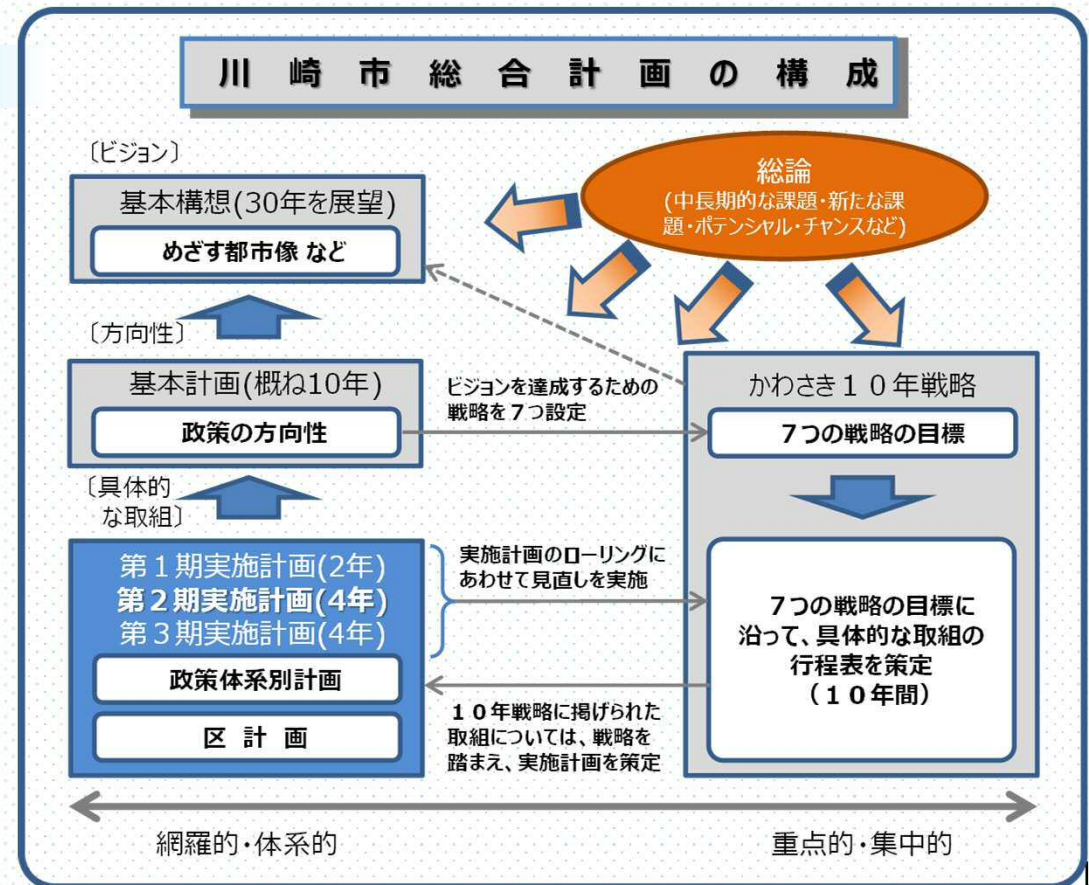 川崎市総合計画の構成
〔ビジョン〕
基本構想(30年を展望)
めざす都市像 など
総論
(中長期的な課題・新たな課
題・ポテンシャル・チャンスなど)
〔方向性〕
基本計画(概ね10年)
政策の方向性
ビジョンを達成するための
戦略を7つ設定
かわさき10年戦略
7つの戦略の目標
〔具体的
な取組〕
第1期実施計画(2年)
第2期実施計画(4年)
第3期実施計画(4年)
政策体系別計画
区 計 画
実施計画のローリングに
あわせて見直しを実施
10年戦略に掲げられた
取組については、戦略を
踏まえ、実施計画を策定
7つの戦略の目標に
沿って、具体的な取組の
行程表を策定
(10年間)
網羅的・体系的
重点的・集中的